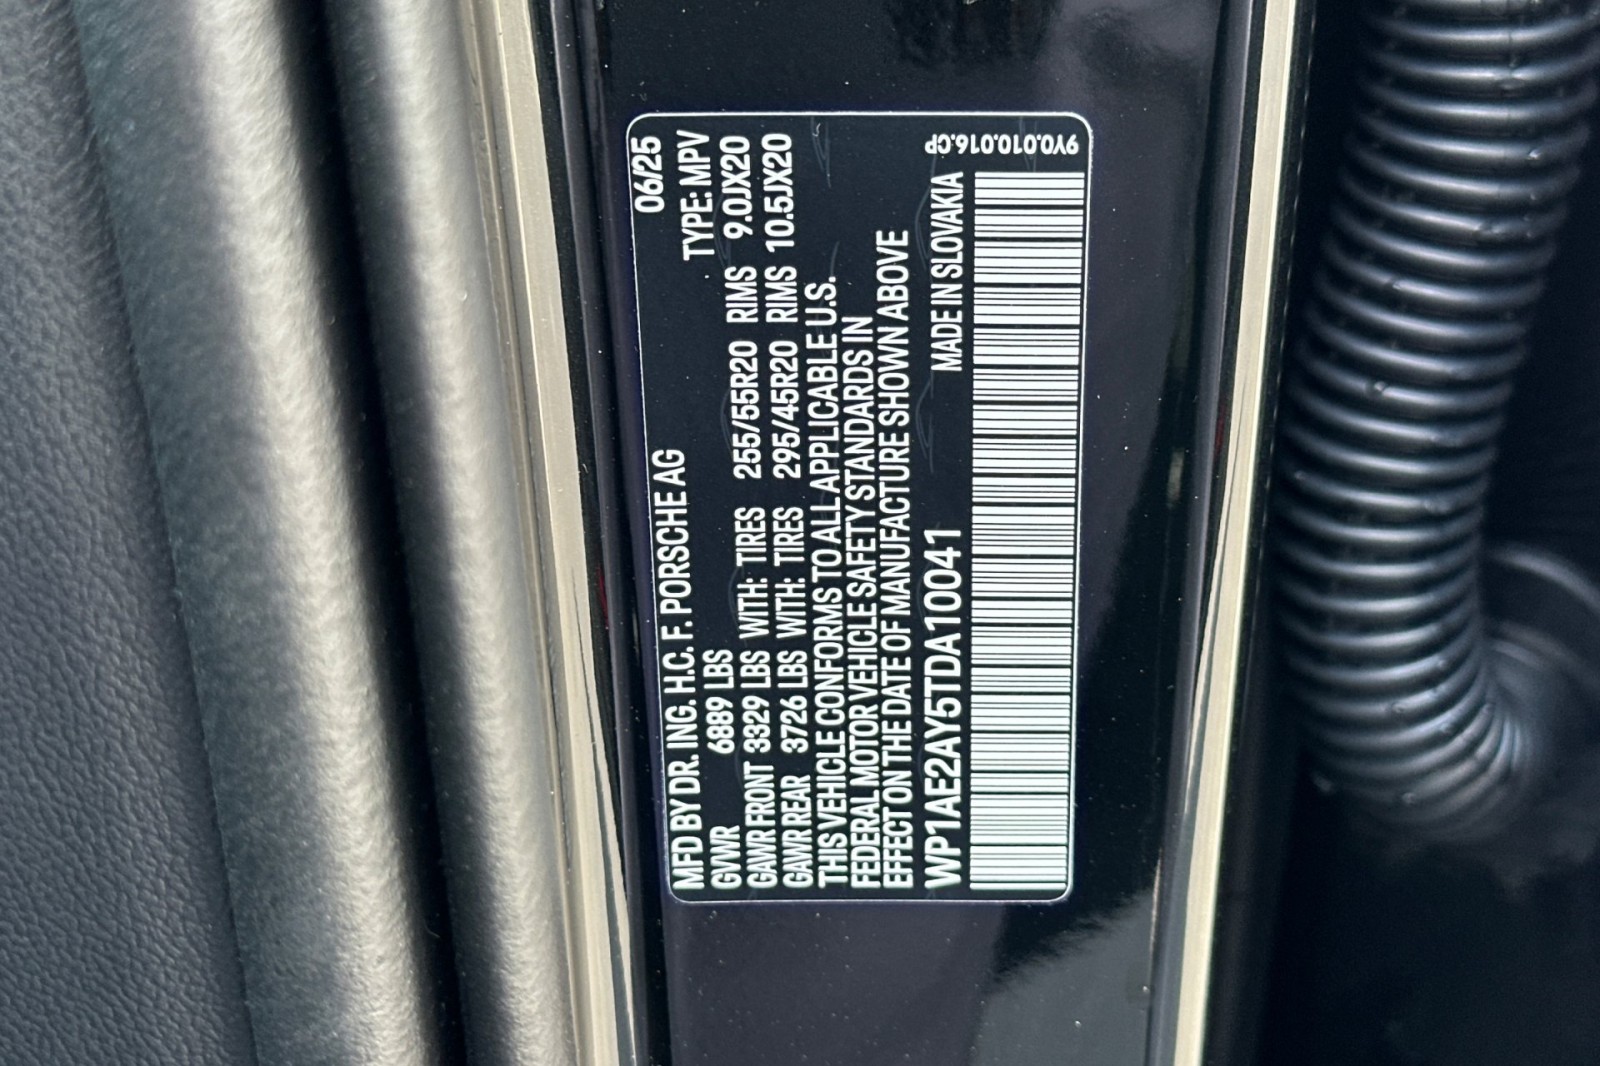 MFD BY DR. ING. H.C. F. PORSCHE AG 06/25
GVWR 6889 LBS TYPE: MPV
GAWR FRONT 3329 LBS WITH: TIRES 255/55R20 RIMS 9.0JX20
GAWR REAR 3726 LBS WITH: TIRES 295/45R20 RIMS 10.5JX20
THIS VEHICLE CONFORMS TO ALL APPLICABLE U.S.
FEDERAL MOTOR VEHICLE SAFETY STANDARDS IN
EFFECT ON THE DATE OF MANUFACTURE SHOWN ABOVE
WP1AE2AY5TDA10041 MADE IN SLOVAKIA
9Y0.010.016.CP